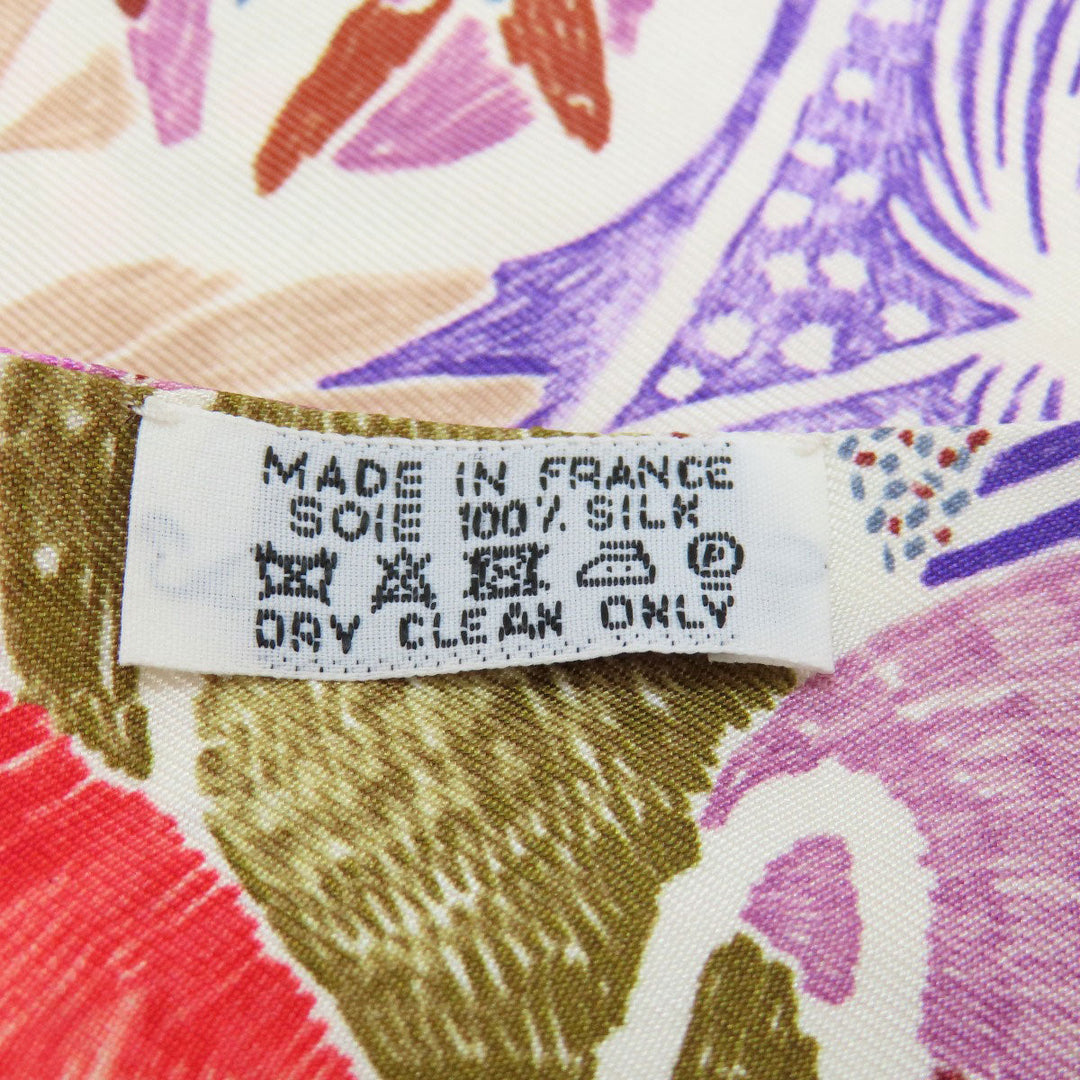 MADE IN FRANCE
SOIE 100% SILK
P
DRY CLEAN ONLY